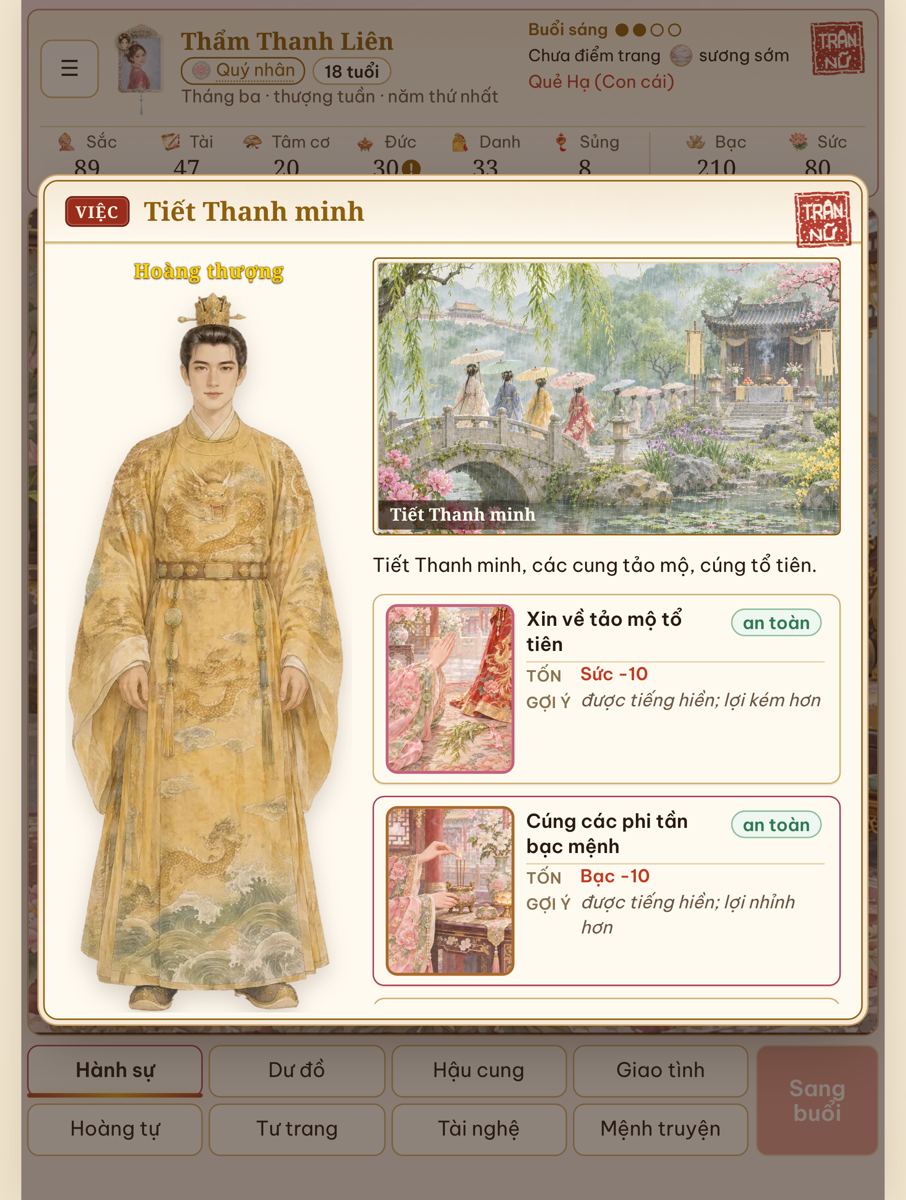 Thẩm Thanh Liên
Quý nhân
18 tuổi
Tháng ba · thượng tuần · năm thứ nhất
Buổi sáng
Chưa điểm trang sương sớm
Quẻ Hạ (Con cái)
TRÂN
NỮ
Sắc Tài Tâm cơ Đức Danh Sủng Bạc Sức
89 47 20 30 ! 33 8 210 80
VIỆC Tiết Thanh minh
TRÂN
NỮ
Hoàng thượng
Tiết Thanh minh
Tiết Thanh minh, các cung tảo mộ, cúng tổ tiên.
Xin về tảo mộ tổ
tiên
an toàn
TỐN Sức -10
GỢI Ý được tiếng hiền; lợi kém hơn
Cúng các phi tần
bạc mệnh
an toàn
TỐN Bạc -10
GỢI Ý được tiếng hiền; lợi nhỉnh
hơn
Hành sự Dư đồ Hậu cung Giao tình
Hoàng tự Tư trang Tài nghệ Mệnh truyện
Sang
buổi